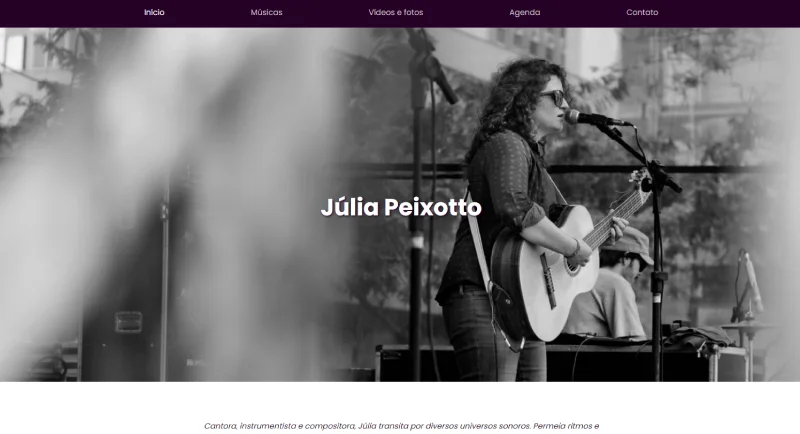 Início Músicas Vídeos e fotos Agenda Contato
Júlia Peixotto
Cantora, instrumentista e compositora, Júlia transita por diversos universos sonoros. Permeia ritmos e